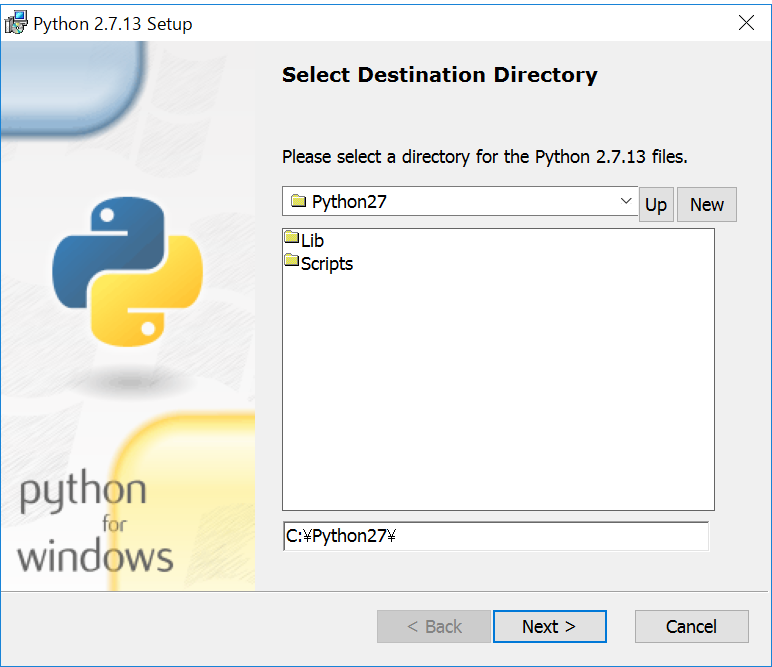 Python 2.7.13 Setup
Select Destination Directory
Please select a directory for the Python 2.7.13 files.
Python27
Up
New
Lib
Scripts
C:¥Python27¥
python
for
windows
< Back
Next >
Cancel